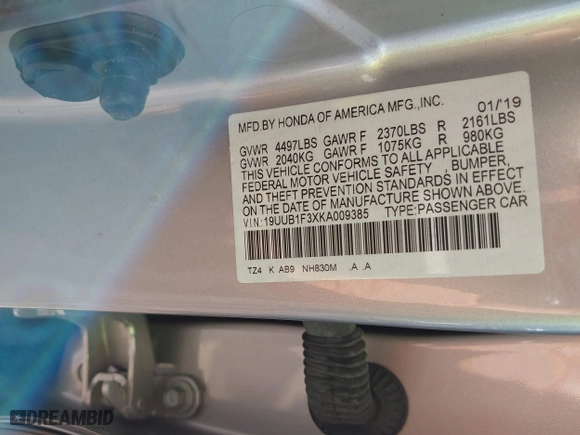 MFD.BY HONDA OF AMERICA MFG.,INC. 01/'19
GVWR 4497LBS GAWR F 2370LBS R 2161LBS
GVWR 2040KG GAWR F 1075KG R 980KG
THIS VEHICLE CONFORMS TO ALL APPLICABLE
FEDERAL MOTOR VEHICLE SAFETY , BUMPER,
AND THEFT PREVENTION STANDARDS IN EFFECT
ON THE DATE OF MANUFACTURE SHOWN ABOVE.
V.I.N:19UUB1F3XKA009385 TYPE:PASSENGER CAR
TZ4 K AB9 NH830M .A .A
DREAMBID